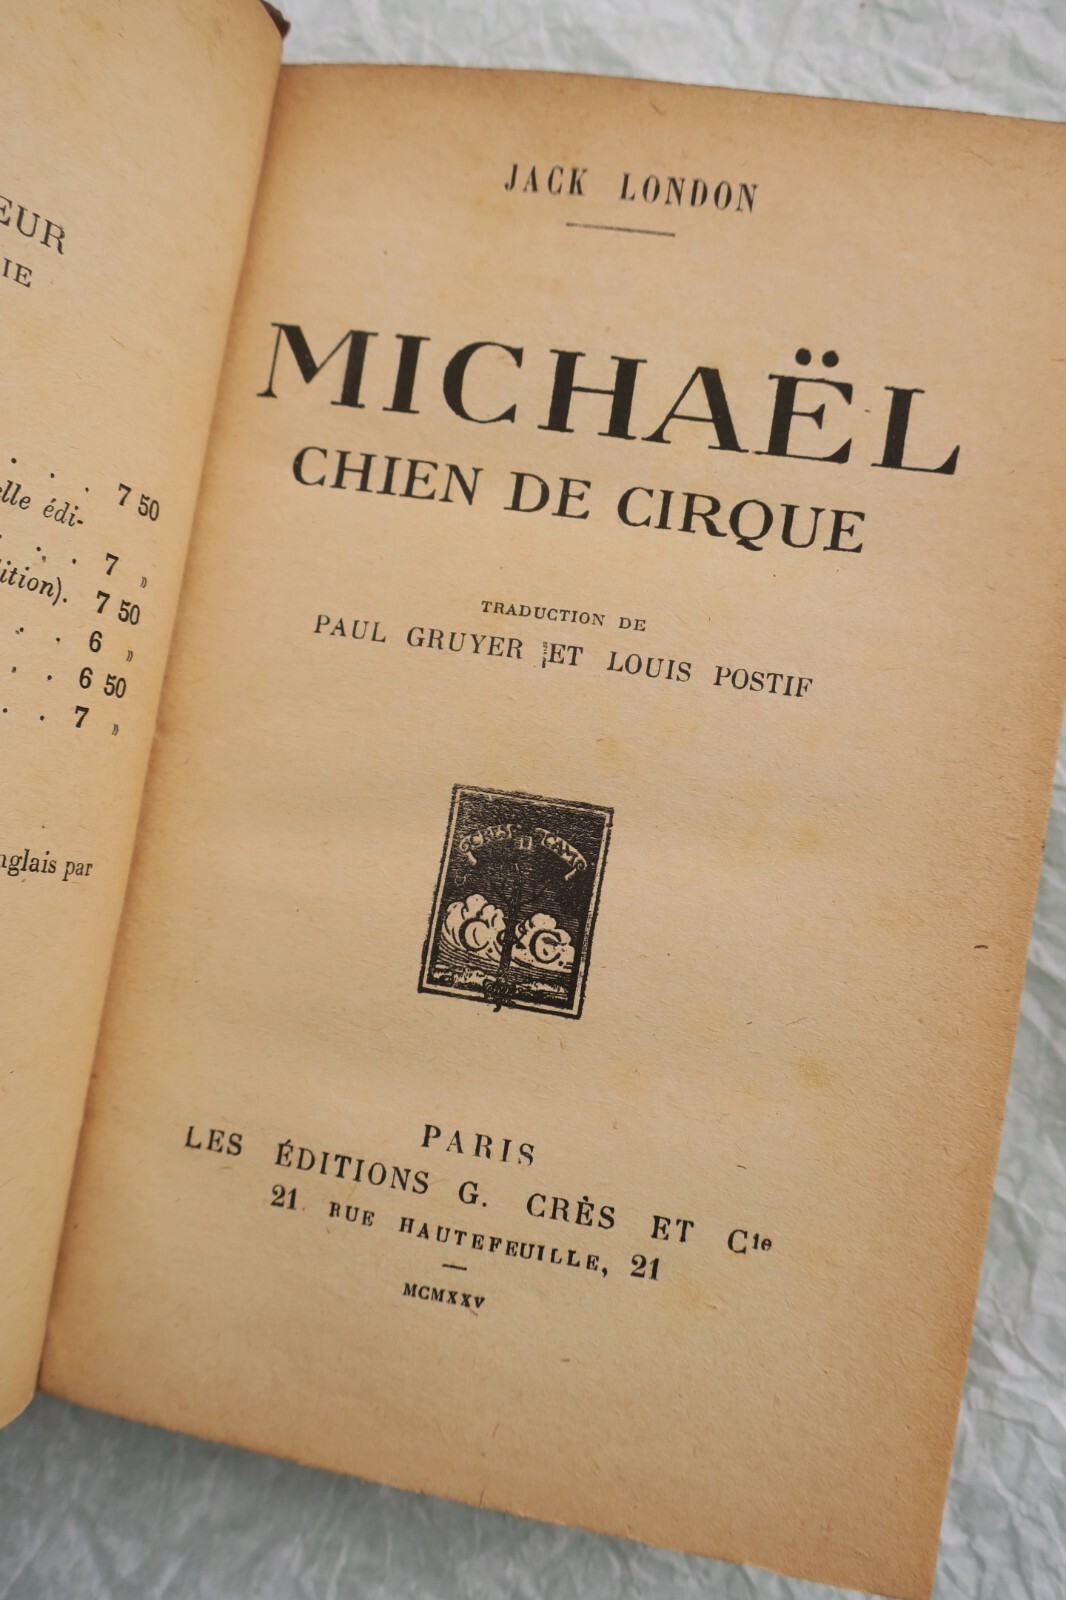 EUR
IE
7 50
elle édi-
7 »
ition). 7 50
6 »
6 50
7 »
nglais par
JACK LONDON
MICHAËL
CHIEN DE CIRQUE
TRADUCTION DE
PAUL GRUYER ET LOUIS POSTIF
C G C
PARIS
LES ÉDITIONS G. CRÈS ET Cie
21 RUE HAUTEFEUILLE, 21
MCMXXV